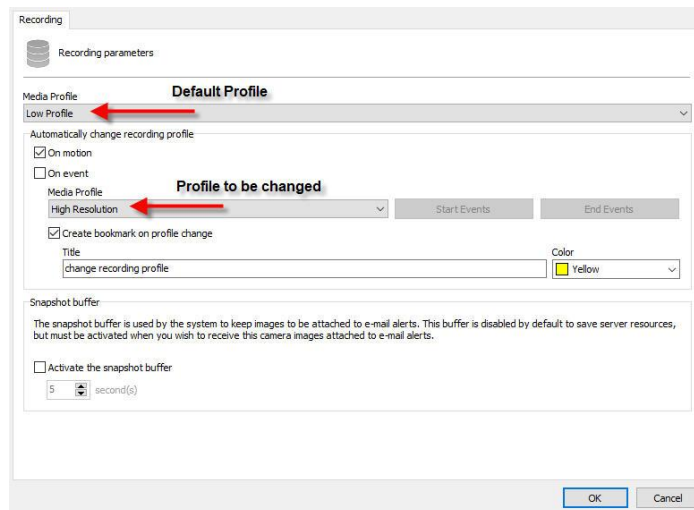 Recording
Recording parameters
Default Profile
Media Profile
Low Profile
Automatically change recording profile
On motion
On event
Profile to be changed
Media Profile
High Resolution
Start Events
End Events
Create bookmark on profile change
Title
Color
change recording profile
Yellow
Snapshot buffer
The snapshot buffer is used by the system to keep images to be attached to e-mail alerts. This buffer is disabled by default to save server resources,
but must be activated when you wish to receive this camera images attached to e-mail alerts.
Activate the snapshot buffer
5 second(s)
OK
Cancel